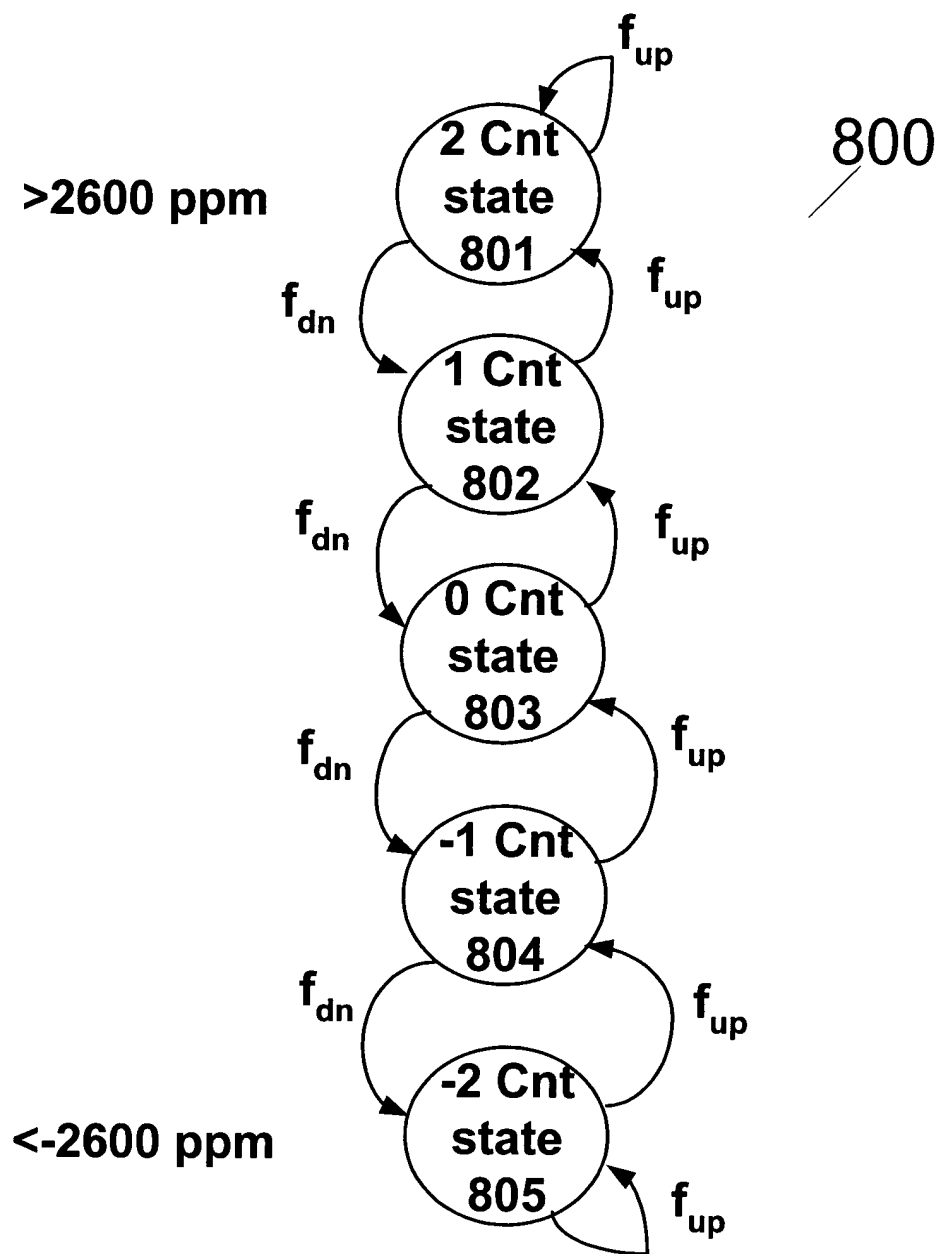 f_up
2 Cnt
state
801
800
>2600 ppm
f_dn
f_up
1 Cnt
state
802
f_dn
f_up
0 Cnt
state
803
f_dn
f_up
-1 Cnt
state
804
f_dn
f_up
-2 Cnt
state
805
<-2600 ppm
f_up